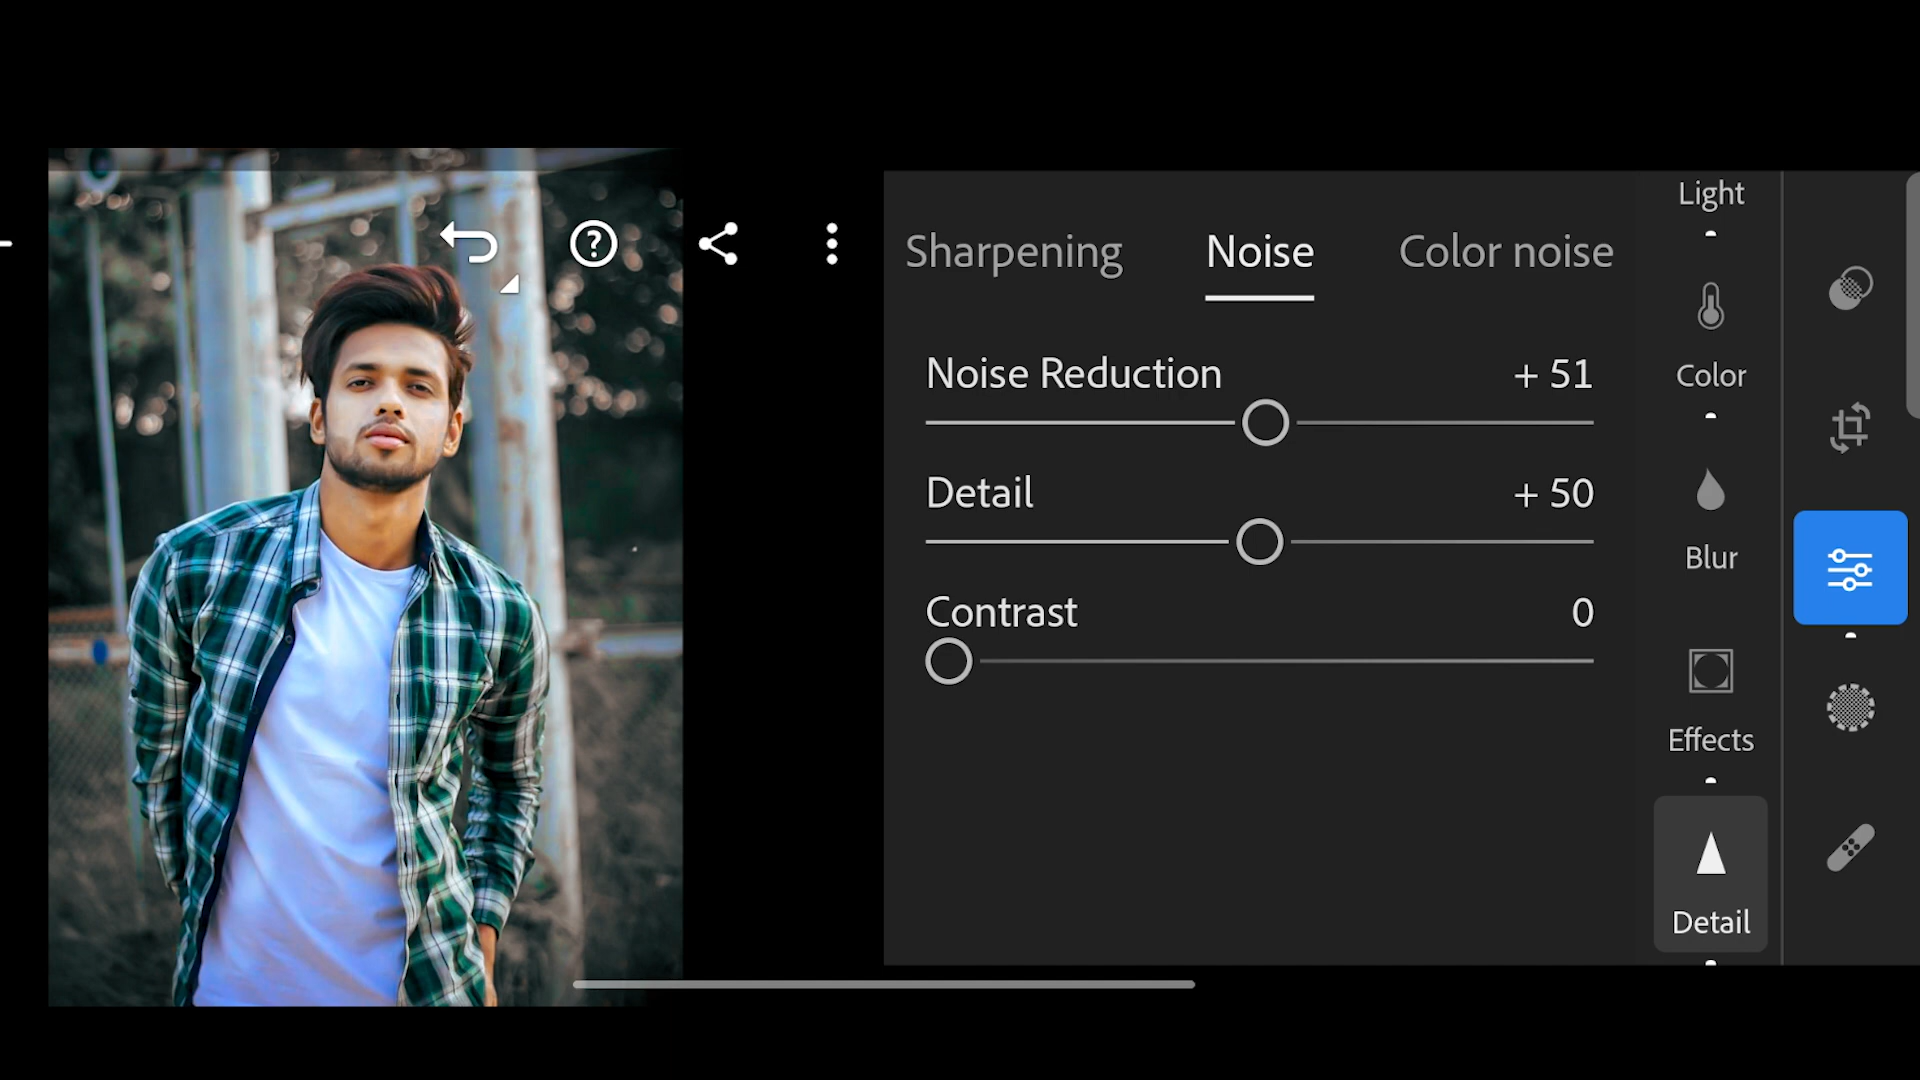 Sharpening Noise Color noise
Noise Reduction + 51
Detail + 50
Contrast 0
Light
Color
Blur
Effects
Detail